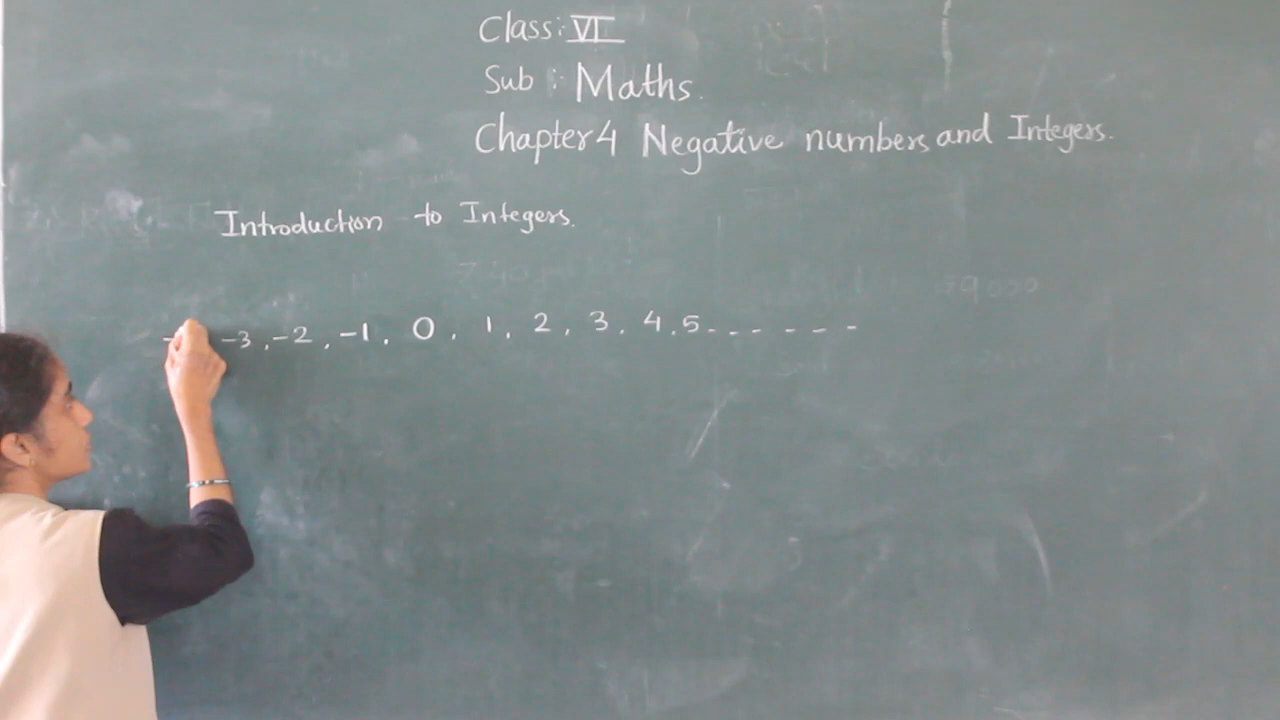 Class: VI
Sub : Maths.
Chapter 4 Negative numbers and Integers.
Introduction to Integers.
-3, -2, -1, 0, 1, 2, 3, 4, 5 - - - - - -